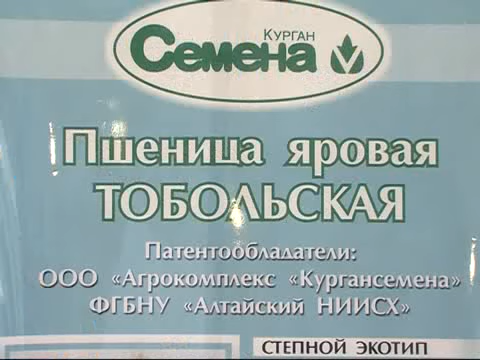 КУРГАН
Семена
Пшеница яровая
ТОБОЛЬСКАЯ
Патентообладатели:
ООО «Агрокомплекс «Кургансемена»
ФГБНУ «Алтайский НИИСХ»
СТЕПНОЙ ЭКОТИП